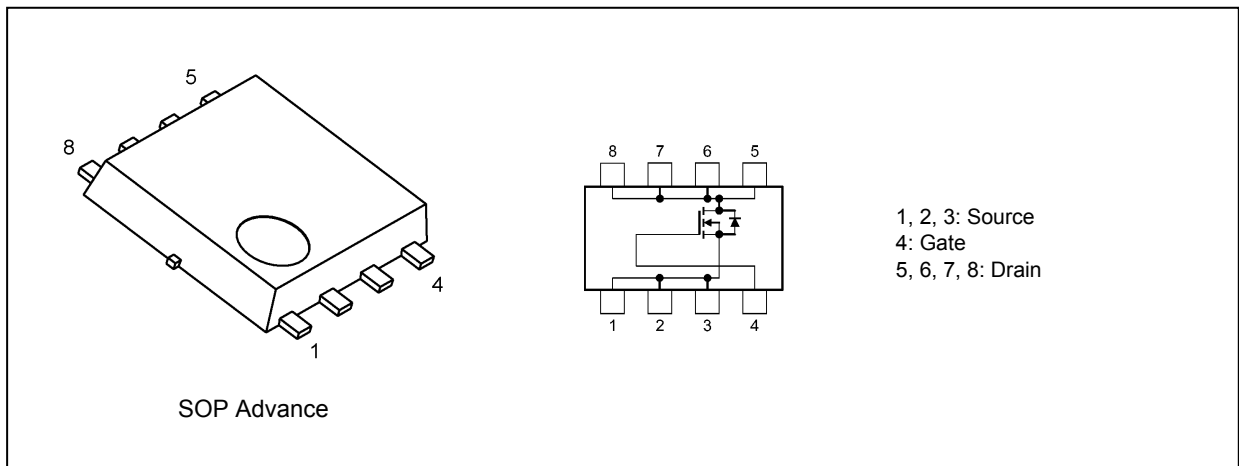 5
8
4
1
SOP Advance
8 7 6 5
1 2 3 4
1, 2, 3: Source
4: Gate
5, 6, 7, 8: Drain